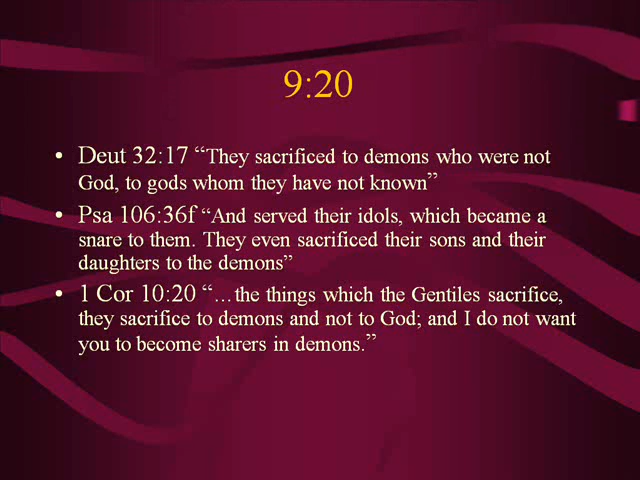 9:20
• Deut 32:17 “They sacrificed to demons who were not
God, to gods whom they have not known”
• Psa 106:36f “And served their idols, which became a
snare to them. They even sacrificed their sons and their
daughters to the demons”
• 1 Cor 10:20 “…the things which the Gentiles sacrifice,
they sacrifice to demons and not to God; and I do not want
you to become sharers in demons.”